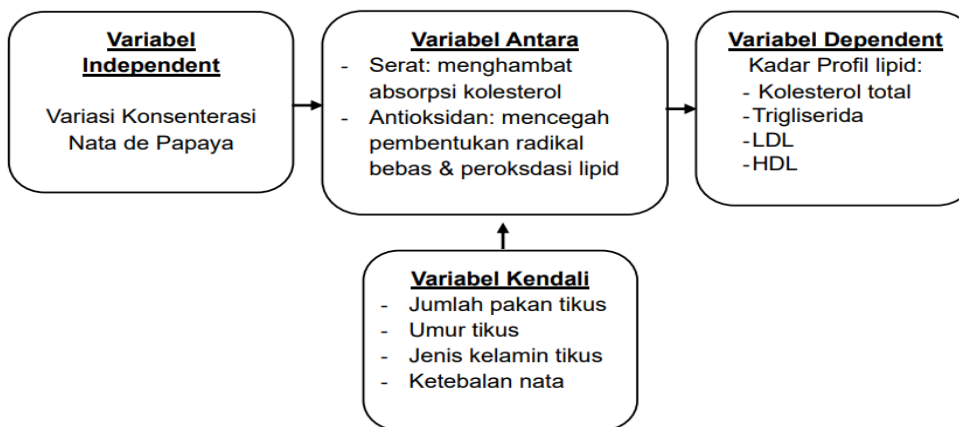 Variabel
Independent
Variasi Konsenterasi
Nata de Papaya
Variabel Antara
- Serat: menghambat
absorpsi kolesterol
- Antioksidan: mencegah
pembentukan radikal
bebas & peroksdasi lipid
Variabel Dependent
Kadar Profil lipid:
- Kolesterol total
-Trigliserida
-LDL
-HDL
Variabel Kendali
- Jumlah pakan tikus
- Umur tikus
- Jenis kelamin tikus
- Ketebalan nata